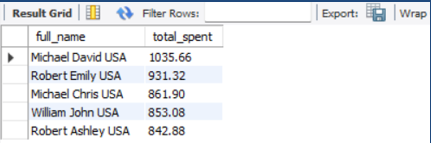 Result Grid Filter Rows: Export: Wrap
full_name total_spent
Michael David USA 1035.66
Robert Emily USA 931.32
Michael Chris USA 861.90
William John USA 853.08
Robert Ashley USA 842.88